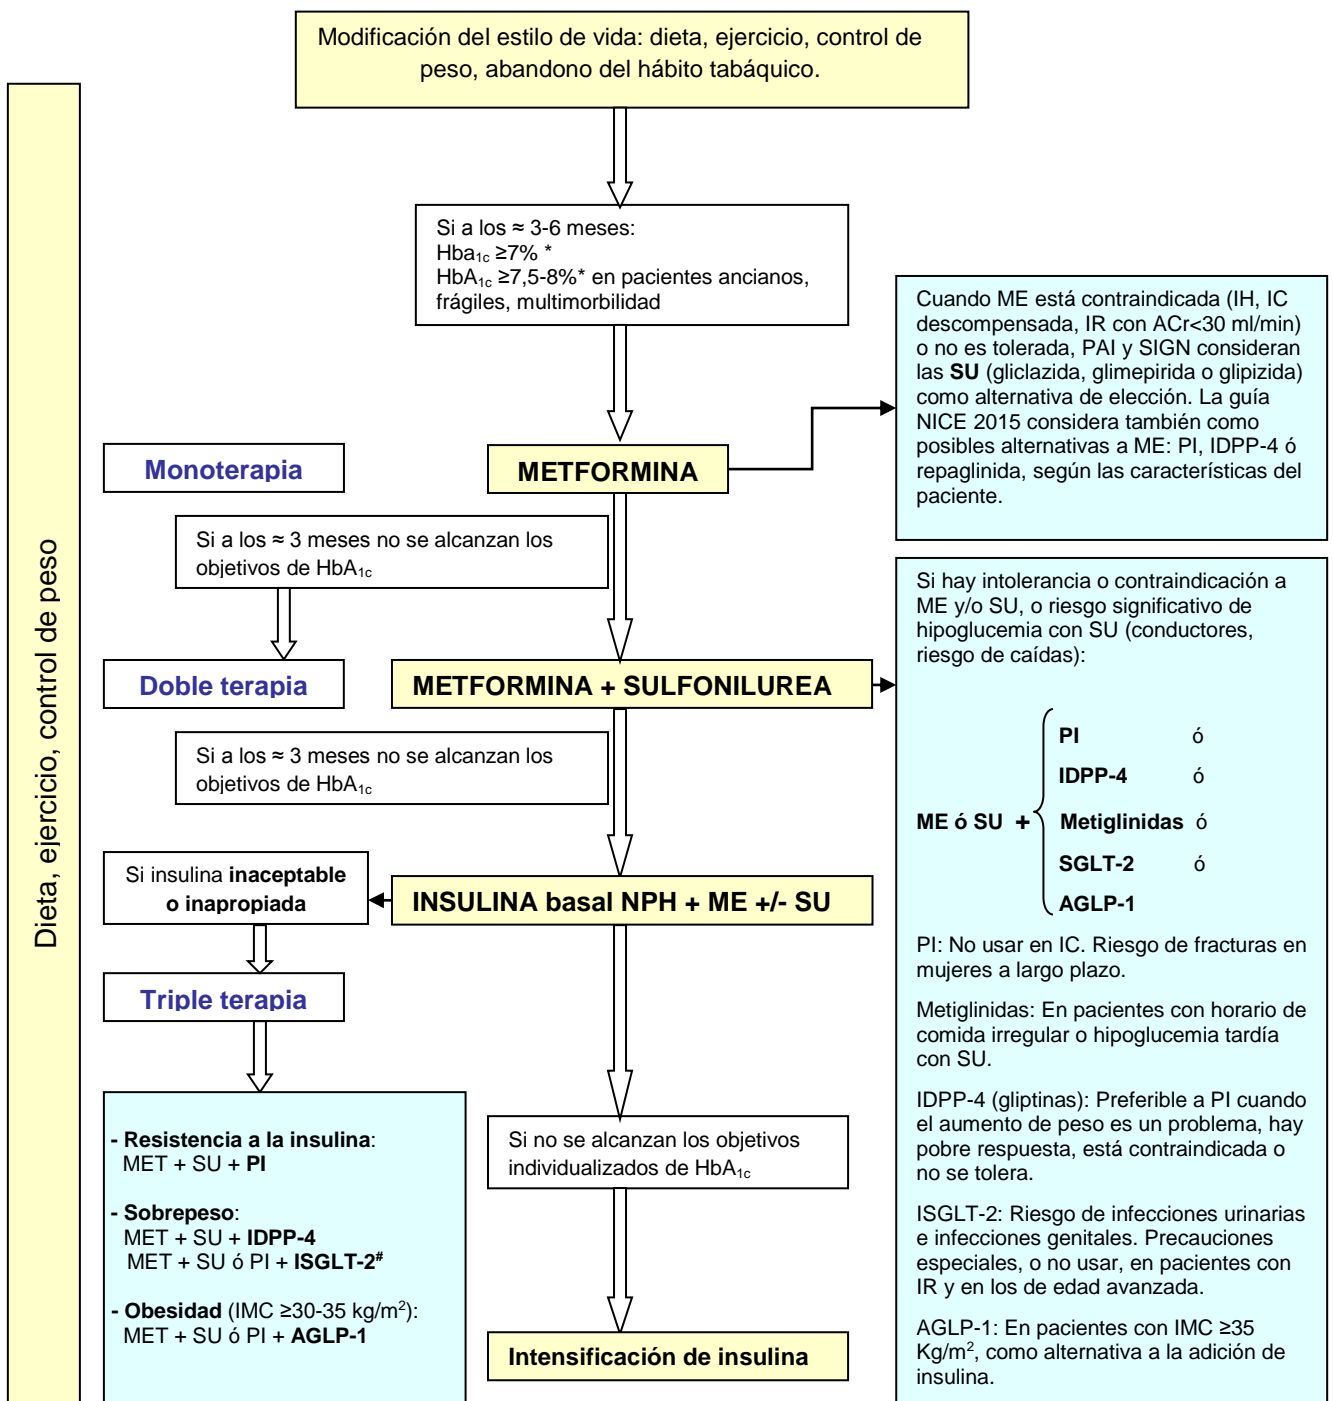 Modificación del estilo de vida: dieta, ejercicio, control de
peso, abandono del hábito tabáquico.
Dieta, ejercicio, control de peso
Si a los ≈ 3-6 meses:
Hba1c ≥7% *
HbA1c ≥7,5-8%* en pacientes ancianos,
frágiles, multimorbilidad
Cuando ME está contraindicada (IH, IC
descompensada, IR con ACr<30 ml/min)
o no es tolerada, PAI y SIGN consideran
las SU (gliclazida, glimepirida o glipizida)
como alternativa de elección. La guía
NICE 2015 considera también como
posibles alternativas a ME: PI, IDPP-4 ó
repaglinida, según las características del
paciente.
Monoterapia
METFORMINA
Si a los ≈ 3 meses no se alcanzan los
objetivos de HbA1c
Doble terapia
METFORMINA + SULFONILUREA
Si hay intolerancia o contraindicación a
ME y/o SU, o riesgo significativo de
hipoglucemia con SU (conductores,
riesgo de caídas):
PI ó
IDPP-4 ó
ME ó SU + Metiglinidas ó
SGLT-2 ó
AGLP-1
PI: No usar en IC. Riesgo de fracturas en
mujeres a largo plazo.
Metiglinidas: En pacientes con horario de
comida irregular o hipoglucemia tardía
con SU.
IDPP-4 (gliptinas): Preferible a PI cuando
el aumento de peso es un problema, hay
pobre respuesta, está contraindicada o
no se tolera.
ISGLT-2: Riesgo de infecciones urinarias
e infecciones genitales. Precauciones
especiales, o no usar, en pacientes con
IR y en los de edad avanzada.
AGLP-1: En pacientes con IMC ≥35
Kg/m2, como alternativa a la adición de
insulina.
Si a los ≈ 3 meses no se alcanzan los
objetivos de HbA1c
Si insulina inaceptable
o inapropiada
INSULINA basal NPH + ME +/- SU
Triple terapia
- Resistencia a la insulina:
MET + SU + PI
- Sobrepeso:
MET + SU + IDPP-4
MET + SU ó PI + ISGLT-2#
- Obesidad (IMC ≥30-35 kg/m2):
MET + SU ó PI + AGLP-1
Si no se alcanzan los objetivos
individualizados de HbA1c
Intensificación de insulina